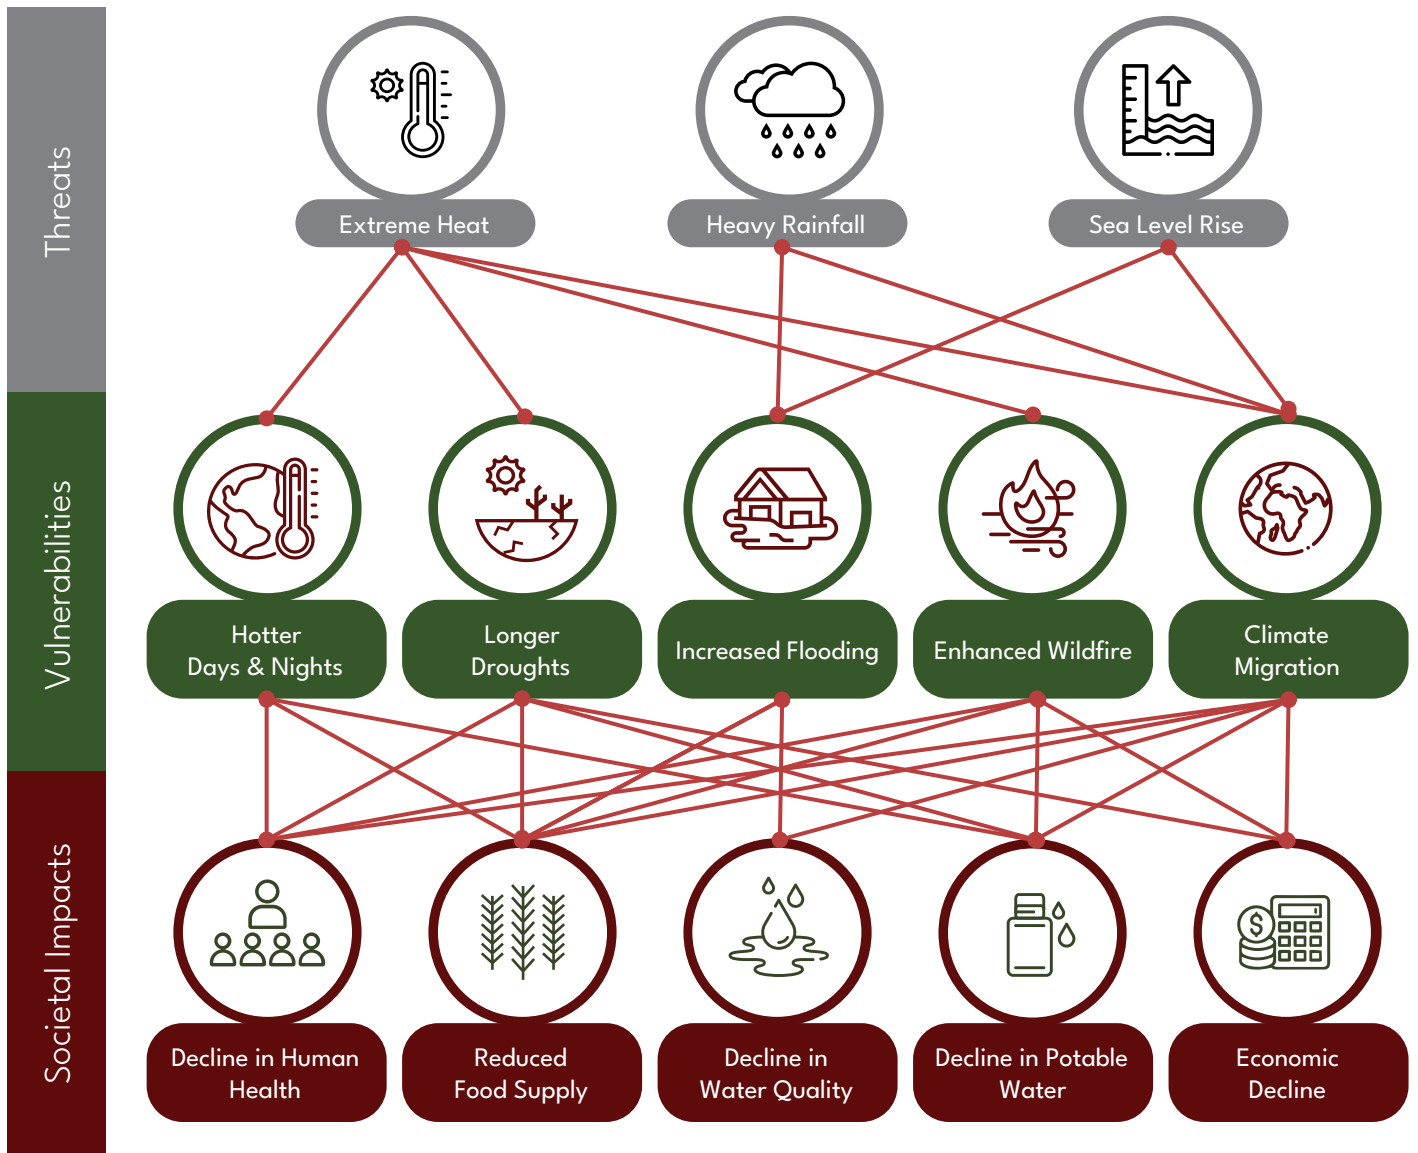 Threats
Extreme Heat
Heavy Rainfall
Sea Level Rise
Vulnerabilities
Hotter
Days & Nights
Longer
Droughts
Increased Flooding
Enhanced Wildfire
Climate
Migration
Societal Impacts
$
Decline in Human
Health
Reduced
Food Supply
Decline in
Water Quality
Decline in Potable
Water
Economic
Decline